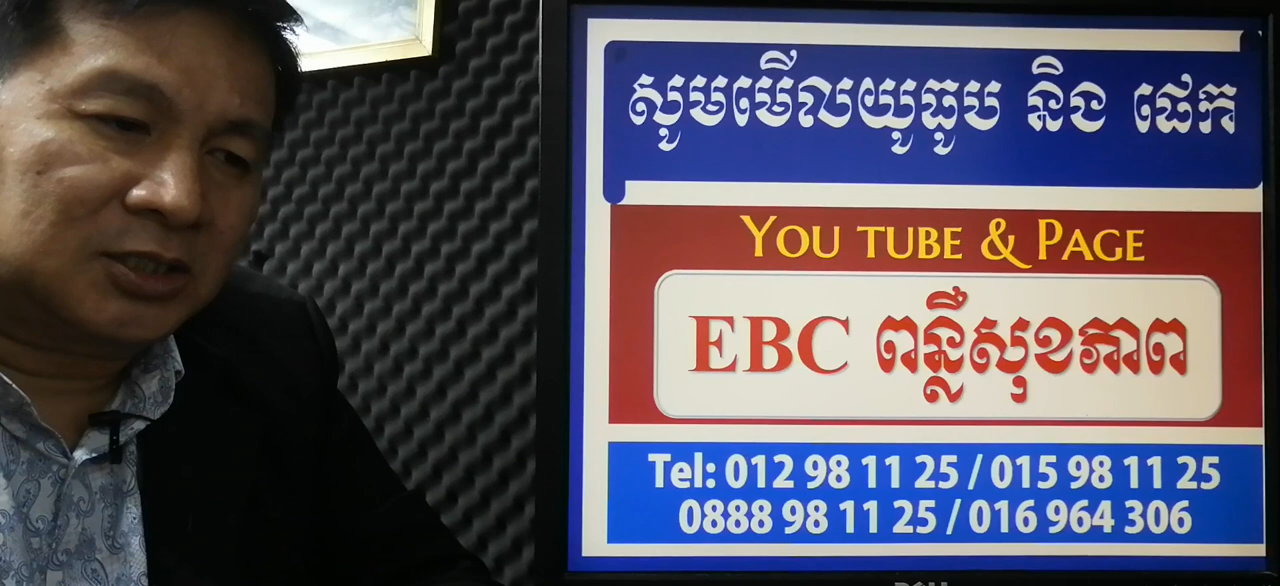 សូមមើលយូធូប និង ផេក
YOU TUBE & PAGE
EBC ពន្លឺសុខភាព
Tel: 012 98 11 25 / 015 98 11 25
0888 98 11 25 / 016 964 306